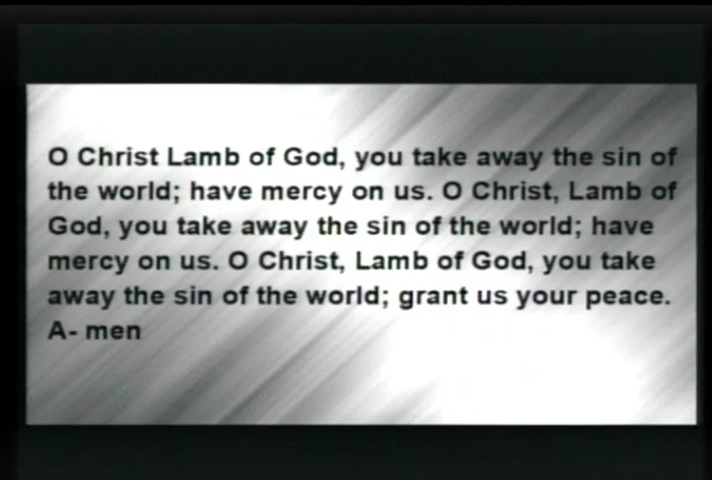 O Christ Lamb of God, you take away the sin of
the world; have mercy on us. O Christ, Lamb of
God, you take away the sin of the world; have
mercy on us. O Christ, Lamb of God, you take
away the sin of the world; grant us your peace.
A- men